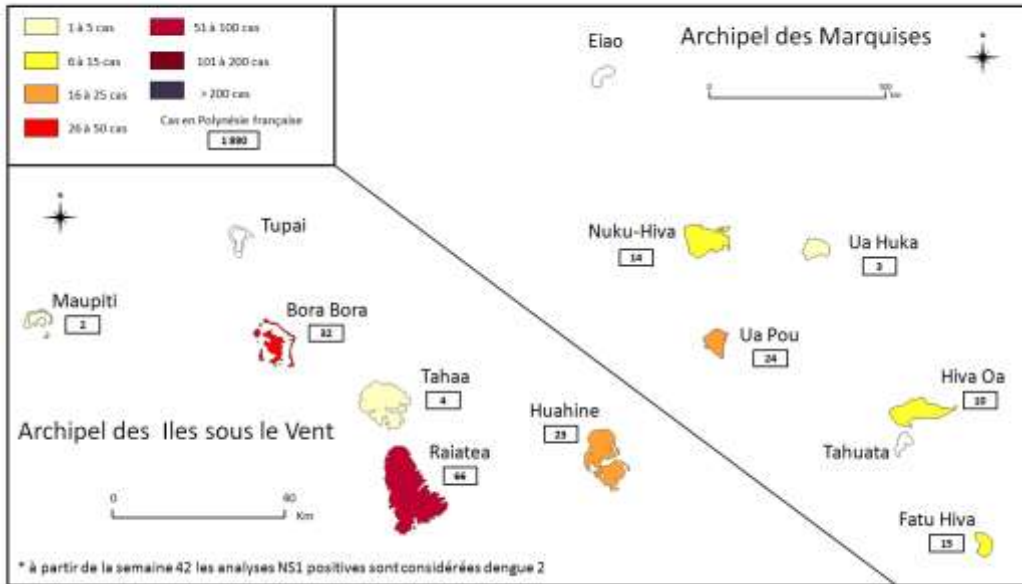 1 à 5 cas
6 à 15 cas
16 à 25 cas
26 à 50 cas
51 à 100 cas
101 à 200 cas
> 200 cas
Cas en Polynésie française
Archipel des Marquises
Eiao
0
km
Nuku-Hiva
14
Ua Huka
3
Ua Pou
24
Hiva Oa
10
Tahuata
Fatu Hiva
15
Tupai
Maupiti
2
Bora Bora
32
Tahaa
4
Huahine
23
Raiatea
66
Archipel des Iles sous le Vent
0 40
Km
* à partir de la semaine 42 les analyses NS1 positives sont considérées dengue 2